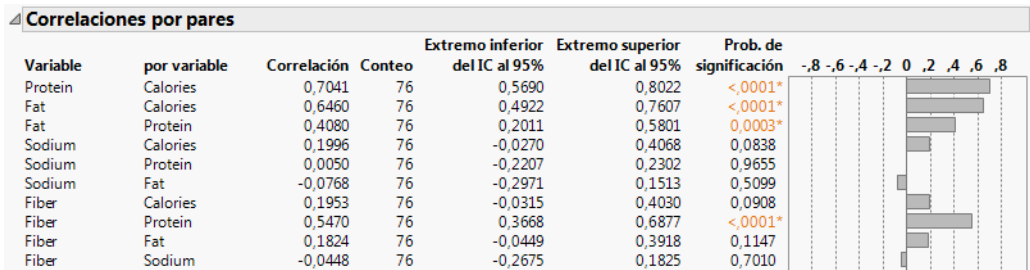 Correlaciones por pares
Extremo inferior Extremo superior Prob. de
Variable por variable Correlación Conteo del IC al 95% del IC al 95% significación -,8 -,6 -,4 -,2 0 ,2 ,4 ,6 ,8
Protein Calories 0,7041 76 0,5690 0,8022 <,0001*
Fat Calories 0,6460 76 0,4922 0,7607 <,0001*
Fat Protein 0,4080 76 0,2011 0,5801 0,0003*
Sodium Calories 0,1996 76 -0,0270 0,4068 0,0838
Sodium Protein 0,0050 76 -0,2207 0,2302 0,9655
Sodium Fat -0,0768 76 -0,2971 0,1513 0,5099
Fiber Calories 0,1953 76 -0,0315 0,4030 0,0908
Fiber Protein 0,5470 76 0,3668 0,6877 <,0001*
Fiber Fat 0,1824 76 -0,0449 0,3918 0,1147
Fiber Sodium -0,0448 76 -0,2675 0,1825 0,7010